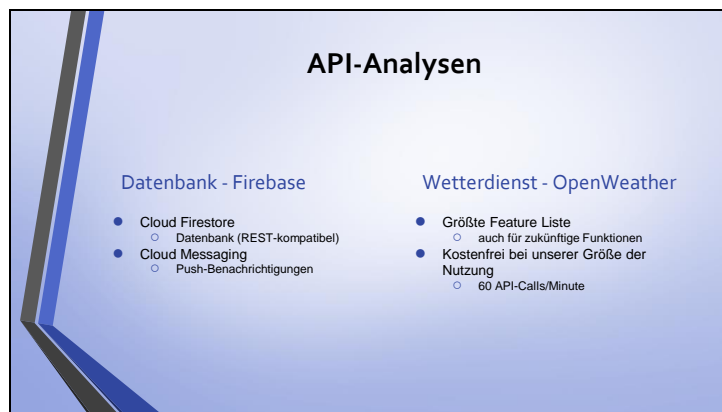 API-Analysen
Datenbank - Firebase
Cloud Firestore
Datenbank (REST-kompatibel)
Cloud Messaging
Push-Benachrichtigungen
Wetterdienst - OpenWeather
Größte Feature Liste
auch für zukünftige Funktionen
Kostenfrei bei unserer Größe der
Nutzung
60 API-Calls/Minute